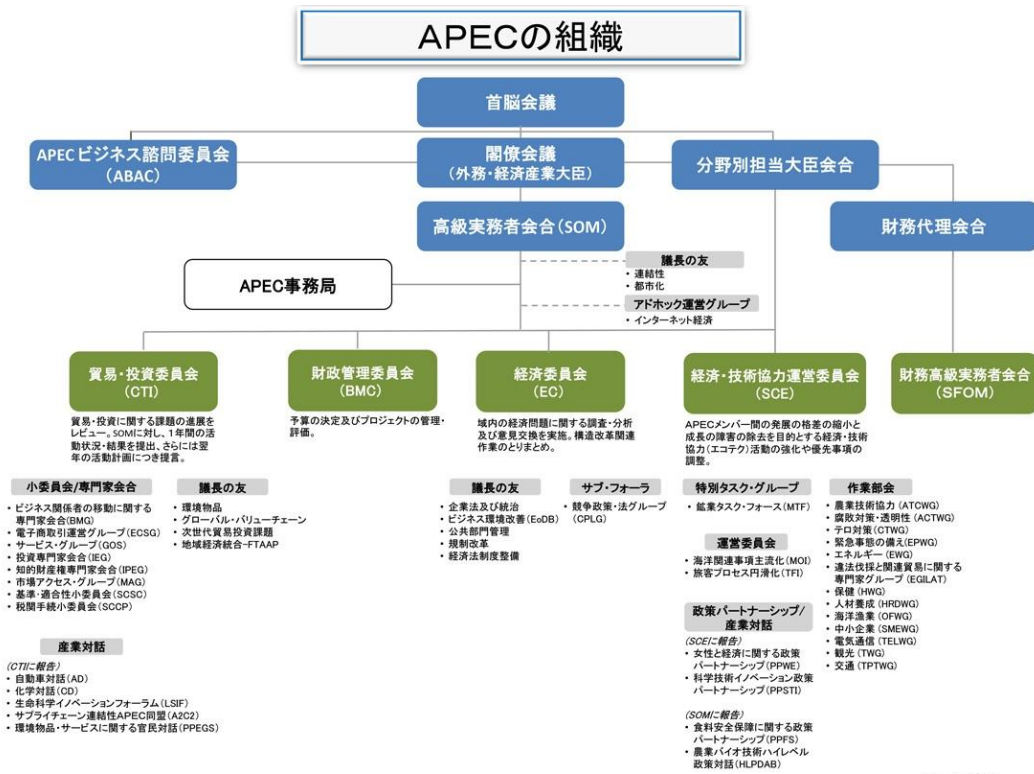 APECの組織
首脳会議
APEC ビジネス諮問委員会
(ABAC)
閣僚会議
(外務・経済産業大臣)
分野別担当大臣会合
高級実務者会合(SOM)
財務代理会合
APEC事務局
議長の友
・ 連結性
・ 都市化
アドホック運営グループ
・ インターネット経済
貿易・投資委員会
(CTI)
財政管理委員会
(BMC)
経済委員会
(EC)
経済・技術協力運営委員会
(SCE)
財務高級実務者会合
(SFOM)
貿易・投資に関する課題の進展を
レビュー。SOMに対し、1年間の活
動状況・結果を提出、さらには翌
年の活動計画につき提言。
予算の決定及びプロジェクトの管理・
評価。
域内の経済問題に関する調査・分析
及び意見交換を実施。構造改革関連
作業のとりまとめ。
APECメンバー間の発展の格差の縮小と
成長の障害の除去を目的とする経済・技術
協力(エコテク)活動の強化や優先事項の
調整。
小委員会/専門家会合
・ ビジネス関係者の移動に関する
専門家会合(BMG)
・ 電子商取引運営グループ(ECSG)
・ サービス・グループ(GOS)
・ 投資専門家会合(IEG)
・ 知的財産権専門家会合(IPEG)
・ 市場アクセス・グループ(MAG)
・ 基準・適合性小委員会(SCSC)
・ 税関手続小委員会(SCCP)
議長の友
・ 環境物品
・ グローバル・バリューチェーン
・ 次世代貿易投資課題
・ 地域経済統合-FTAAP
産業対話
(CTIに報告)
・ 自動車対話(AD)
・ 化学対話(CD)
・ 生命科学イノベーションフォーラム(LSIF)
・ サプライチェーン連結性APEC同盟(A2C2)
・ 環境物品・サービスに関する官民対話(PPEGS)
議長の友
・ 企業法及び統治
・ ビジネス環境改善(EoDB)
・ 公共部門管理
・ 規制改革
・ 経済法制度整備
サブ・フォーラ
・ 競争政策・法グループ
(CPLG)
特別タスク・グループ
・ 鉱業タスク・フォース(MTF)
運営委員会
・ 海洋関連事項主流化(MOI)
・ 旅客プロセス円滑化(TFI)
政策パートナーシップ/
産業対話
(SCEに報告)
・ 女性と経済に関する政策
パートナーシップ(PPWE)
・ 科学技術イノベーション政策
パートナーシップ(PPSTI)
(SOMに報告)
・ 食料安全保障に関する政策
パートナーシップ(PPFS)
・ 農業バイオ技術ハイレベル
政策対話(HLPDAB)
作業部会
・ 農業技術協力(ATCWG)
・ 腐敗対策・透明性(ACTWG)
・ テロ対策(CTWG)
・ 緊急事態の備え(EPWG)
・ エネルギー(EWG)
・ 違法伐採と関連貿易に関する
専門家グループ(EGILAT)
・ 保健(HWG)
・ 人材養成(HRDWG)
・ 海洋漁業(OFWG)
・ 中小企業(SMEWG)
・ 電気通信(TELWG)
・ 観光(TWG)
・ 交通(TPTWG)